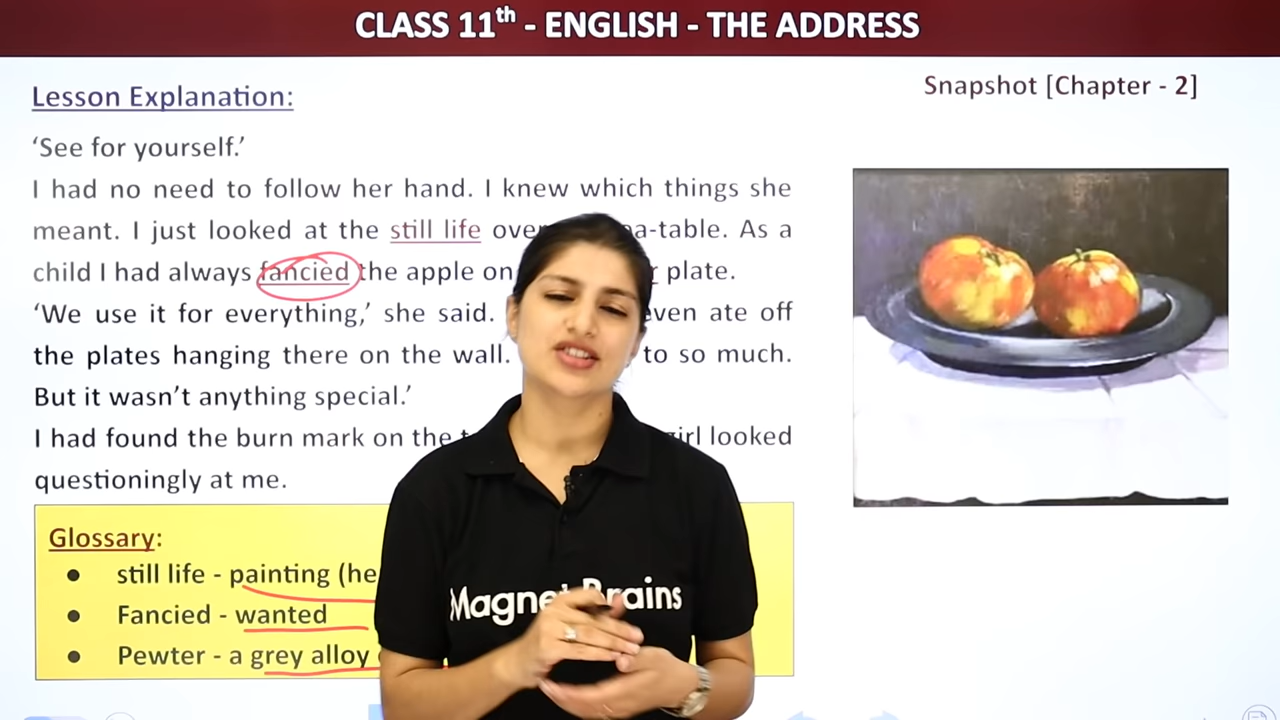 CLASS 11th - ENGLISH - THE ADDRESS
Lesson Explanation:
Snapshot [Chapter - 2]
‘See for yourself.’
I had no need to follow her hand. I knew which things she
meant. I just looked at the still life over a-table. As a
child I had always fancied the apple on plate.
‘We use it for everything,’ she said. even ate off
the plates hanging there on the wall. to so much.
But it wasn’t anything special.’
I had found the burn mark on the girl looked
questioningly at me.
Glossary:
● still life - painting (he
● Fancied - wanted
● Pewter - a grey alloy
Magnet Brains